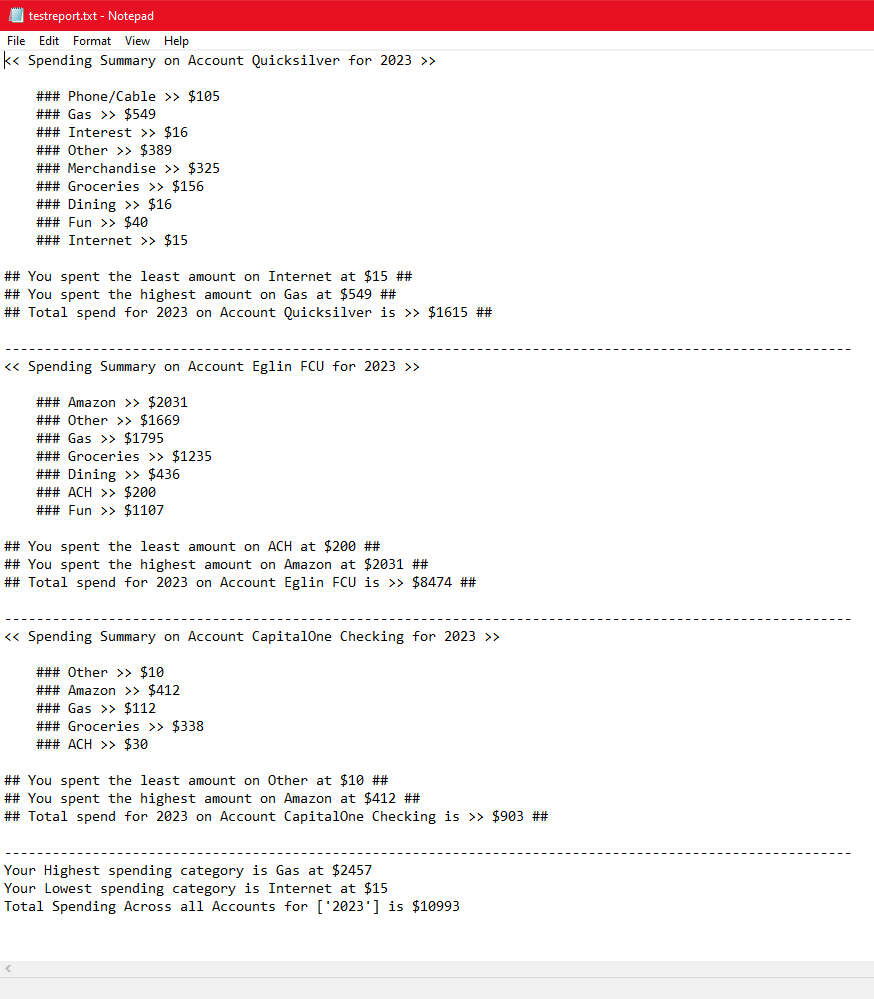 testreport.txt - Notepad
File Edit Format View Help
<< Spending Summary on Account Quicksilver for 2023 >>
### Phone/Cable >> $105
### Gas >> $549
### Interest >> $16
### Other >> $389
### Merchandise >> $325
### Groceries >> $156
### Dining >> $16
### Fun >> $40
### Internet >> $15
## You spent the least amount on Internet at $15 ##
## You spent the highest amount on Gas at $549 ##
## Total spend for 2023 on Account Quicksilver is >> $1615 ##
----------------------------------------------------------------------------------------------------------
<< Spending Summary on Account Eglin FCU for 2023 >>
### Amazon >> $2031
### Other >> $1669
### Gas >> $1795
### Groceries >> $1235
### Dining >> $436
### ACH >> $200
### Fun >> $1107
## You spent the least amount on ACH at $200 ##
## You spent the highest amount on Amazon at $2031 ##
## Total spend for 2023 on Account Eglin FCU is >> $8474 ##
----------------------------------------------------------------------------------------------------------
<< Spending Summary on Account CapitalOne Checking for 2023 >>
### Other >> $10
### Amazon >> $412
### Gas >> $112
### Groceries >> $338
### ACH >> $30
## You spent the least amount on Other at $10 ##
## You spent the highest amount on Amazon at $412 ##
## Total spend for 2023 on Account CapitalOne Checking is >> $903 ##
----------------------------------------------------------------------------------------------------------
Your Highest spending category is Gas at $2457
Your Lowest spending category is Internet at $15
Total Spending Across all Accounts for ['2023'] is $10993